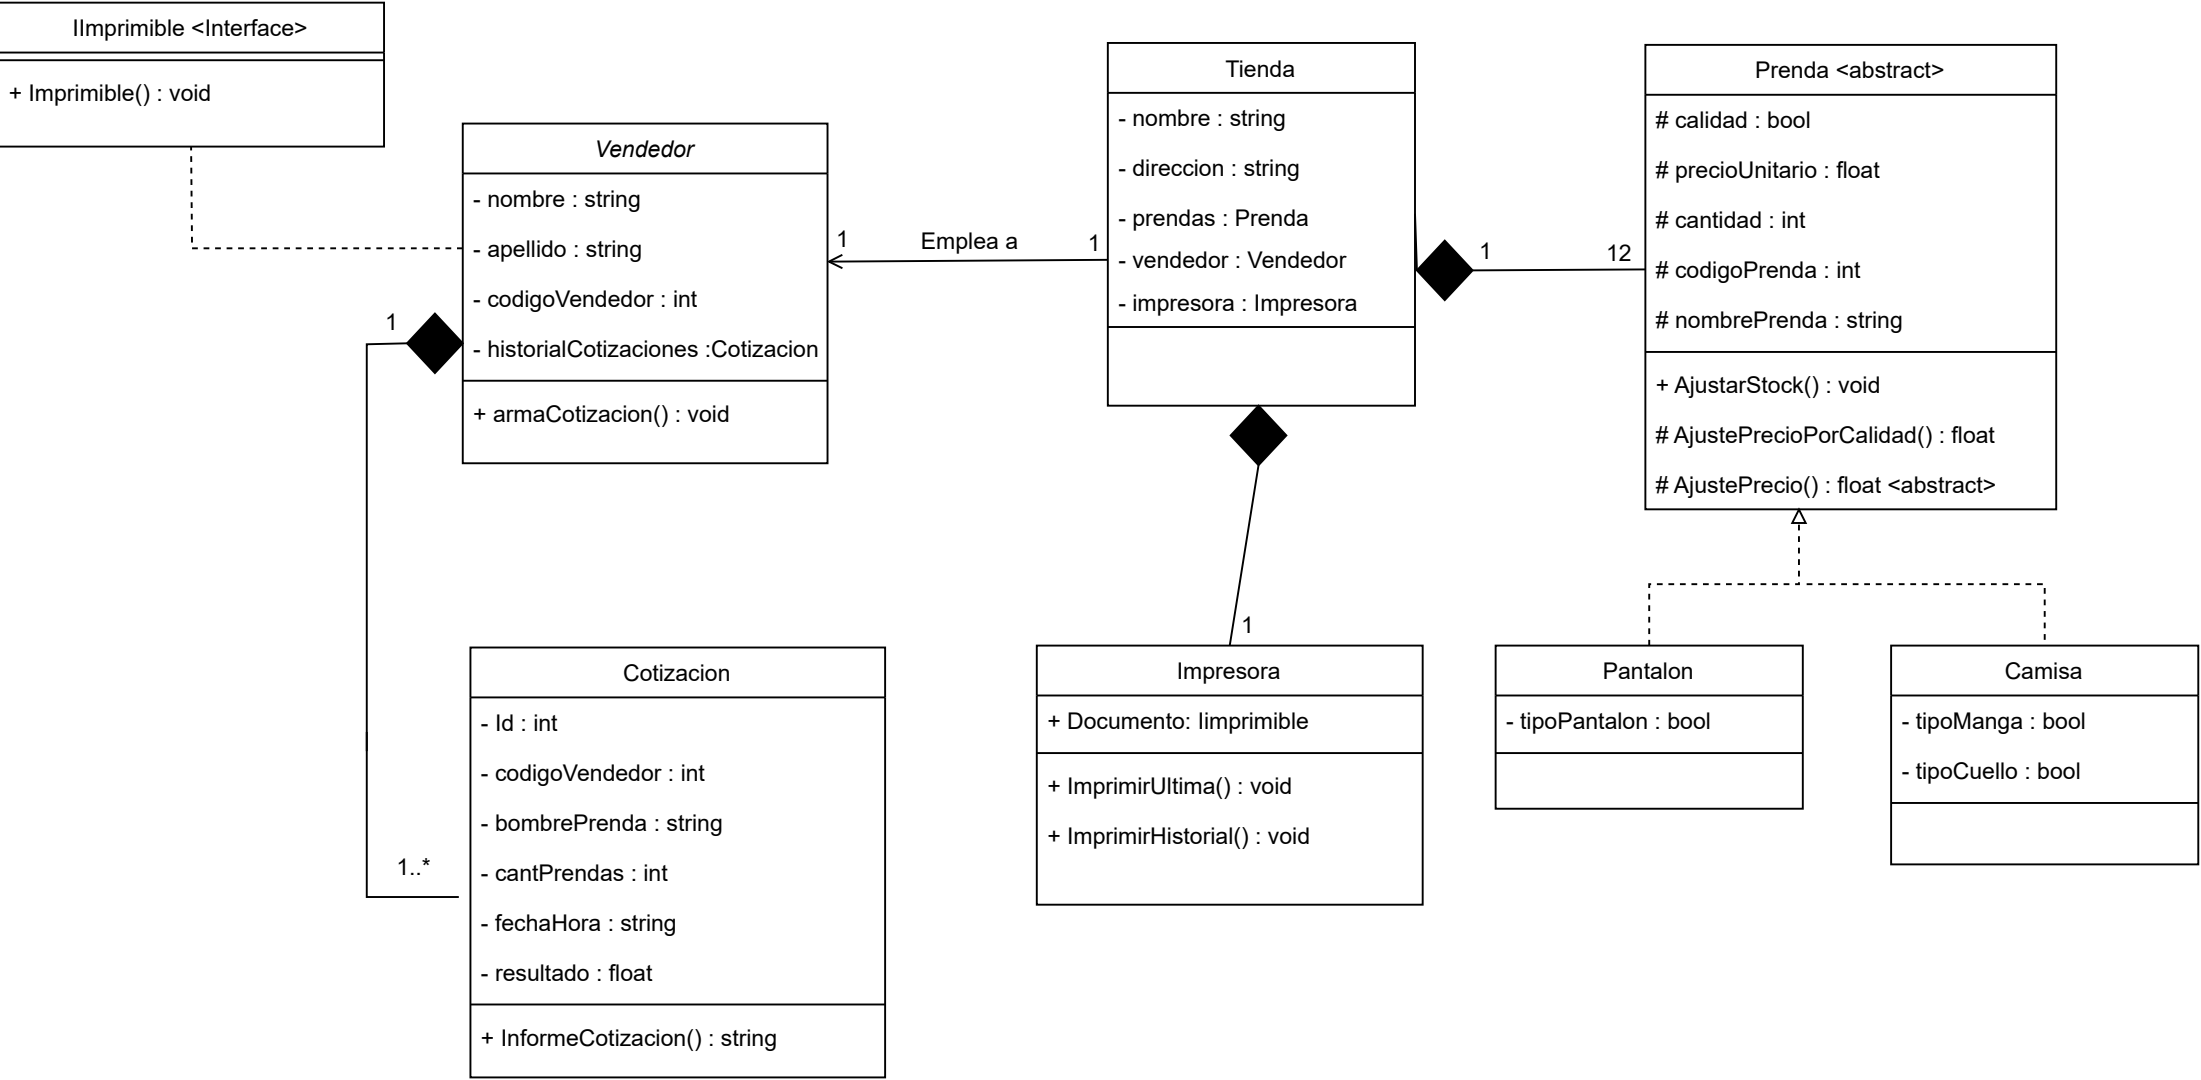 IImprimible <Interface>
+ Imprimible() : void
Vendedor
- nombre : string
- apellido : string
- codigoVendedor : int
- historialCotizaciones :Cotizacion
+ armaCotizacion() : void
1
1..*
1
Emplea a
1
Tienda
- nombre : string
- direccion : string
- prendas : Prenda
- vendedor : Vendedor
- impresora : Impresora
1
12
Prenda <abstract>
# calidad : bool
# precioUnitario : float
# cantidad : int
# codigoPrenda : int
# nombrePrenda : string
+ AjustarStock() : void
# AjustePrecioPorCalidad() : float
# AjustePrecio() : float <abstract>
Cotizacion
- Id : int
- codigoVendedor : int
- bombrePrenda : string
- cantPrendas : int
- fechaHora : string
- resultado : float
+ InformeCotizacion() : string
1
Impresora
+ Documento: Iimprimible
+ ImprimirUltima() : void
+ ImprimirHistorial() : void
Pantalon
- tipoPantalon : bool
Camisa
- tipoManga : bool
- tipoCuello : bool